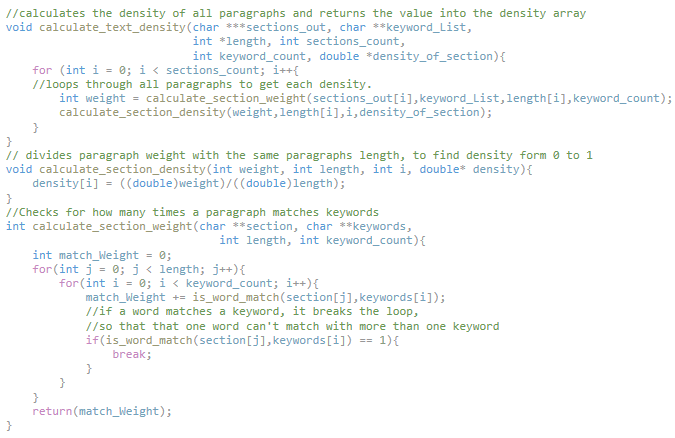 //calculates the density of all paragraphs and returns the value into the density array
void calculate_text_density(char ***sections_out, char **keyword_List,
                            int *length, int sections_count,
                            int keyword_count, double *density_of_section){
    for (int i = 0; i < sections_count; i++{
    //loops through all paragraphs to get each density.
        int weight = calculate_section_weight(sections_out[i],keyword_List,length[i],keyword_count);
        calculate_section_density(weight,length[i],i,density_of_section);
    }
}
// divides paragraph weight with the same paragraphs length, to find density form 0 to 1
void calculate_section_density(int weight, int length, int i, double* density){
    density[i] = ((double)weight)/((double)length);
}
//Checks for how many times a paragraph matches keywords
int calculate_section_weight(char **section, char **keywords,
                                int length, int keyword_count){
    int match_Weight = 0;
    for(int j = 0; j < length; j++){
        for(int i = 0; i < keyword_count; i++){
            match_Weight += is_word_match(section[j],keywords[i]);
            //if a word matches a keyword, it breaks the loop,
            //so that that one word can't match with more than one keyword
            if(is_word_match(section[j],keywords[i]) == 1){
                break;
            }
        }
    }
    return(match_Weight);
}